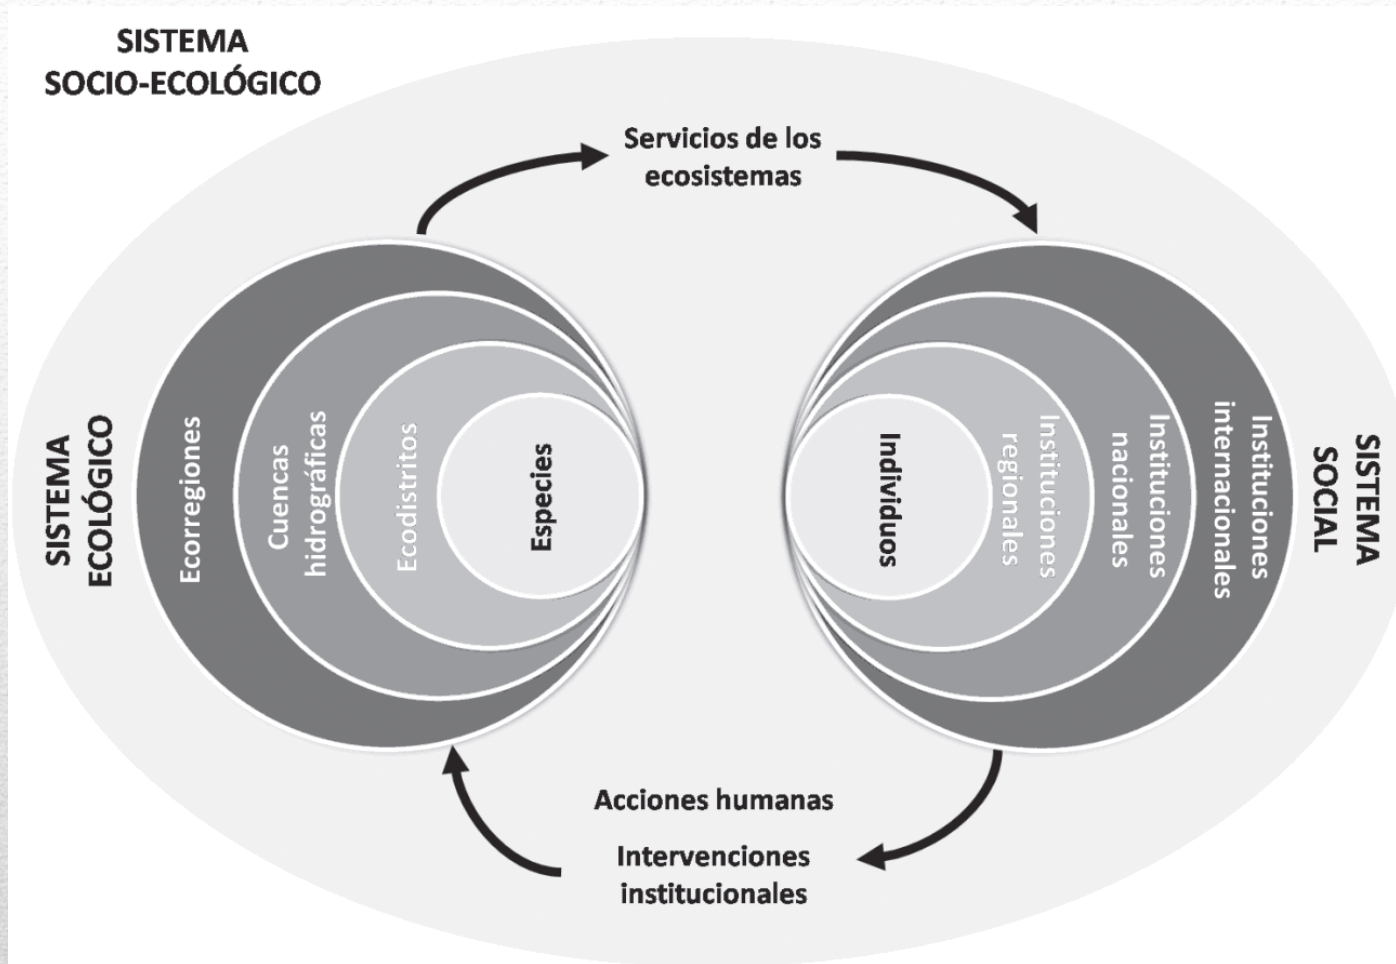 SISTEMA
SOCIO-ECOLÓGICO
Servicios de los
ecosistemas
SISTEMA
ECOLÓGICO
Ecorregiones
Cuencas
hidrográficas
Ecodistritos
Especies
Individuos
Instituciones
regionales
Instituciones
nacionales
Instituciones
internacionales
SISTEMA
SOCIAL
Acciones humanas
Intervenciones
institucionales